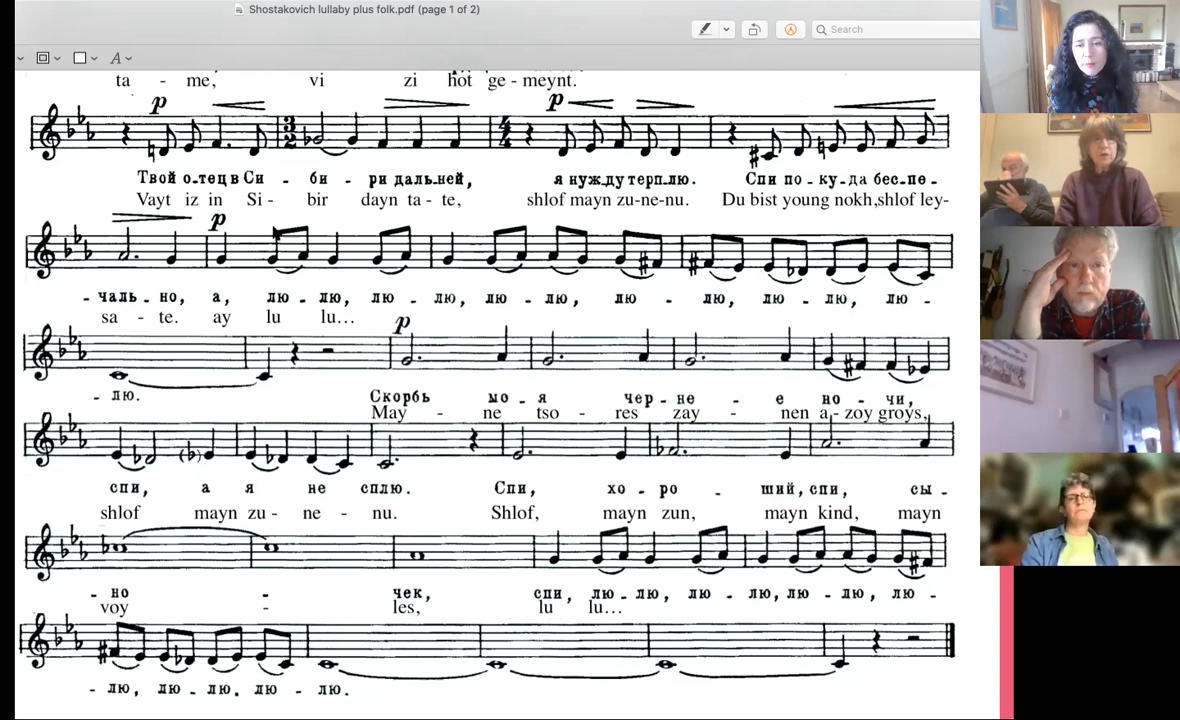 Shostakovich lullaby plus folk.pdf (page 1 of 2)
Search
A
ta - me, vi zi hot ge - meynt.
p p
3 2 4 4
Твой о-тец в Си - би - ри даль-ней, я нуж-ду терп-лю. Спи по - ку-да бес-пе-
Vayt iz in Si - bir dayn ta - te, shlof mayn zu-ne-nu. Du bist young nokh,shlof ley-
p
- чаль - но, а, лю - лю, лю - лю, лю - лю, лю - лю, лю - лю, лю -
sa - te. ay lu lu...
p
- лю. Скорбь мо - я чер - не - е но - чи,
May - ne tso - res zay - nen a - zoy groys,
(b)
спи, а я не сплю. Спи, хо - ро - ший, спи, сы -
shlof mayn zu - ne - nu. Shlof, mayn zun, mayn kind, mayn
- но - чек, спи, лю - лю, лю - лю, лю - лю, лю -
voy - les, lu lu...
- лю, лю - лю, лю - лю.